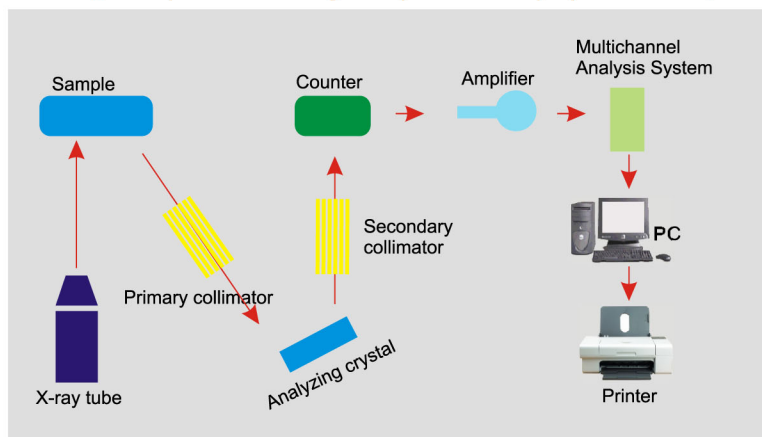 Sample
Counter
Amplifier
Multichannel
Analysis System
Secondary
collimator
PC
Primary collimator
Analyzing crystal
X-ray tube
Printer